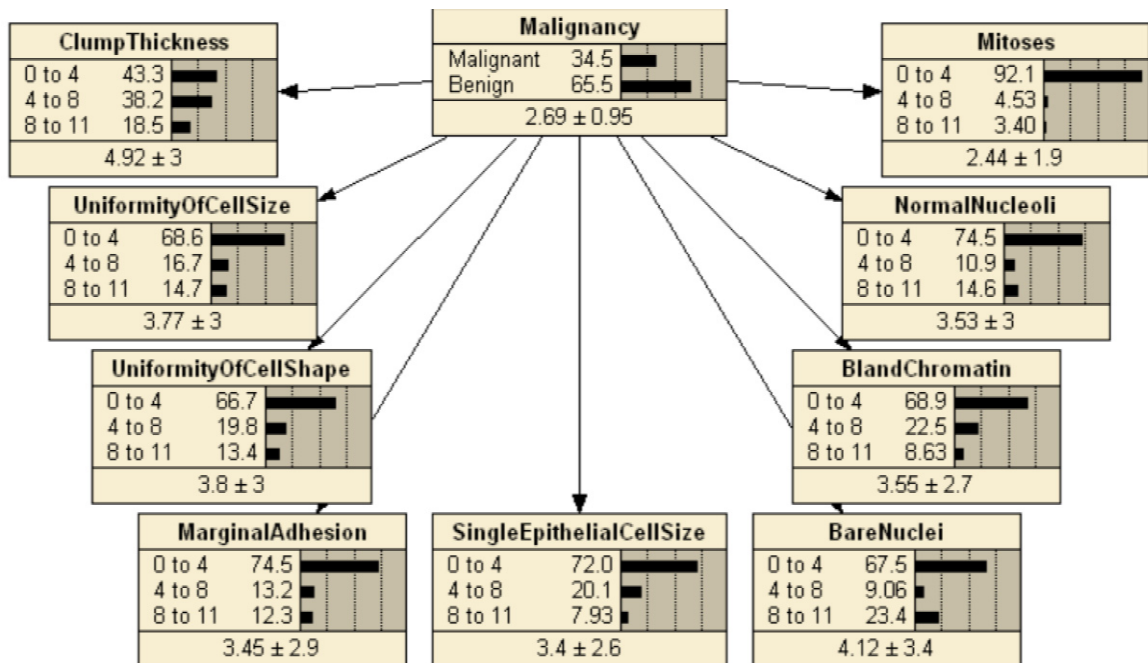 Malignancy
Malignant 34.5
Benign 65.5
2.69 ± 0.95
ClumpThickness
0 to 4 43.3
4 to 8 38.2
8 to 11 18.5
4.92 ± 3
Mitoses
0 to 4 92.1
4 to 8 4.53
8 to 11 3.40
2.44 ± 1.9
UniformityOfCellSize
0 to 4 68.6
4 to 8 16.7
8 to 11 14.7
3.77 ± 3
NormalNucleoli
0 to 4 74.5
4 to 8 10.9
8 to 11 14.6
3.53 ± 3
UniformityOfCellShape
0 to 4 66.7
4 to 8 19.8
8 to 11 13.4
3.8 ± 3
BlandChromatin
0 to 4 68.9
4 to 8 22.5
8 to 11 8.63
3.55 ± 2.7
MarginalAdhesion
0 to 4 74.5
4 to 8 13.2
8 to 11 12.3
3.45 ± 2.9
SingleEpithelialCellSize
0 to 4 72.0
4 to 8 20.1
8 to 11 7.93
3.4 ± 2.6
BareNuclei
0 to 4 67.5
4 to 8 9.06
8 to 11 23.4
4.12 ± 3.4